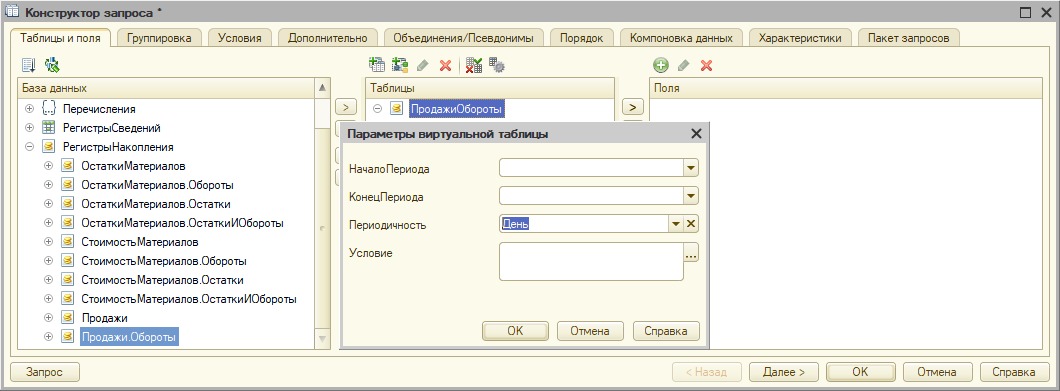 Конструктор запроса *
Таблицы и поля Группировка Условия Дополнительно Объединения/Псевдонимы Порядок Компоновка данных Характеристики Пакет запросов
База данных
Перечисления
РегистрыСведений
РегистрыНакопления
ОстаткиМатериалов
ОстаткиМатериалов.Обороты
ОстаткиМатериалов.Остатки
ОстаткиМатериалов.ОстаткиИОбороты
СтоимостьМатериалов
СтоимостьМатериалов.Обороты
СтоимостьМатериалов.Остатки
СтоимостьМатериалов.ОстаткиИОбороты
Продажи
Продажи.Обороты
Таблицы
ПродажиОбороты
Поля
Параметры виртуальной таблицы
НачалоПериода
КонецПериода
Периодичность День
Условие
ОК Отмена Справка
Запрос < Назад Далее > ОК Отмена Справка